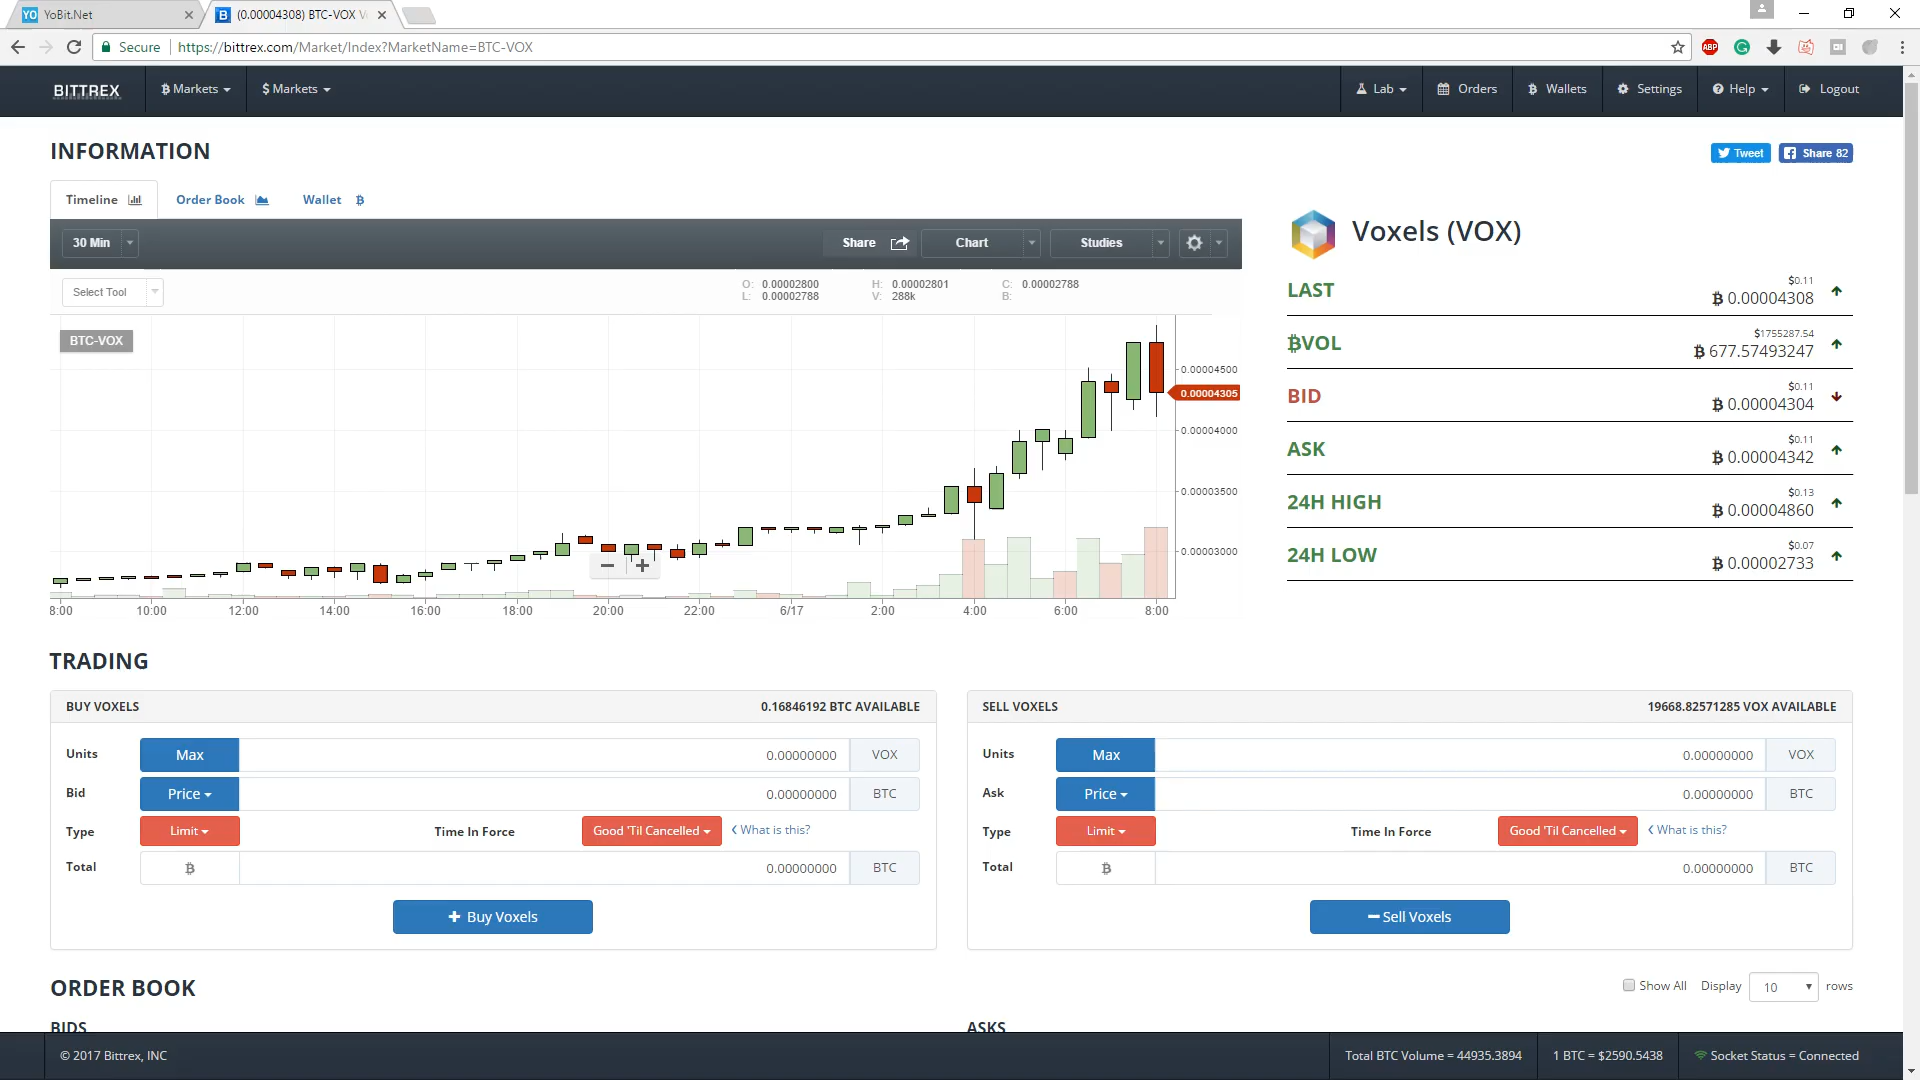 YO YoBit.Net
B (0.00004308) BTC-VOX V
Secure https://bittrex.com/Market/Index?MarketName=BTC-VOX
ABP
BITTREX
Markets
$ Markets
Lab
Orders
Wallets
Settings
Help
Logout
INFORMATION
Tweet
Share 82
Timeline
Order Book
Wallet
30 Min
Share
Chart
Studies
Select Tool
O: 0.00002800 H: 0.00002801 C: 0.00002788
L: 0.00002788 V: 288k B:
BTC-VOX
0.00004500
0.00004305
0.00004000
0.00003500
0.00003000
8:00 10:00 12:00 14:00 16:00 18:00 20:00 22:00 6/17 2:00 4:00 6:00 8:00
Voxels (VOX)
$0.11
LAST Ƀ 0.00004308
$1755287.54
ɃVOL Ƀ 677.57493247
$0.11
BID Ƀ 0.00004304
$0.11
ASK Ƀ 0.00004342
$0.13
24H HIGH Ƀ 0.00004860
$0.07
24H LOW Ƀ 0.00002733
TRADING
BUY VOXELS 0.16846192 BTC AVAILABLE
Units Max 0.00000000 VOX
Bid Price 0.00000000 BTC
Type Limit Time In Force Good 'Til Cancelled What is this?
Total Ƀ 0.00000000 BTC
+ Buy Voxels
SELL VOXELS 19668.82571285 VOX AVAILABLE
Units Max 0.00000000 VOX
Ask Price 0.00000000 BTC
Type Limit Time In Force Good 'Til Cancelled What is this?
Total Ƀ 0.00000000 BTC
− Sell Voxels
ORDER BOOK
Show All Display 10 rows
BIDS
ASKS
© 2017 Bittrex, INC
Total BTC Volume = 44935.3894
1 BTC = $2590.5438
Socket Status = Connected